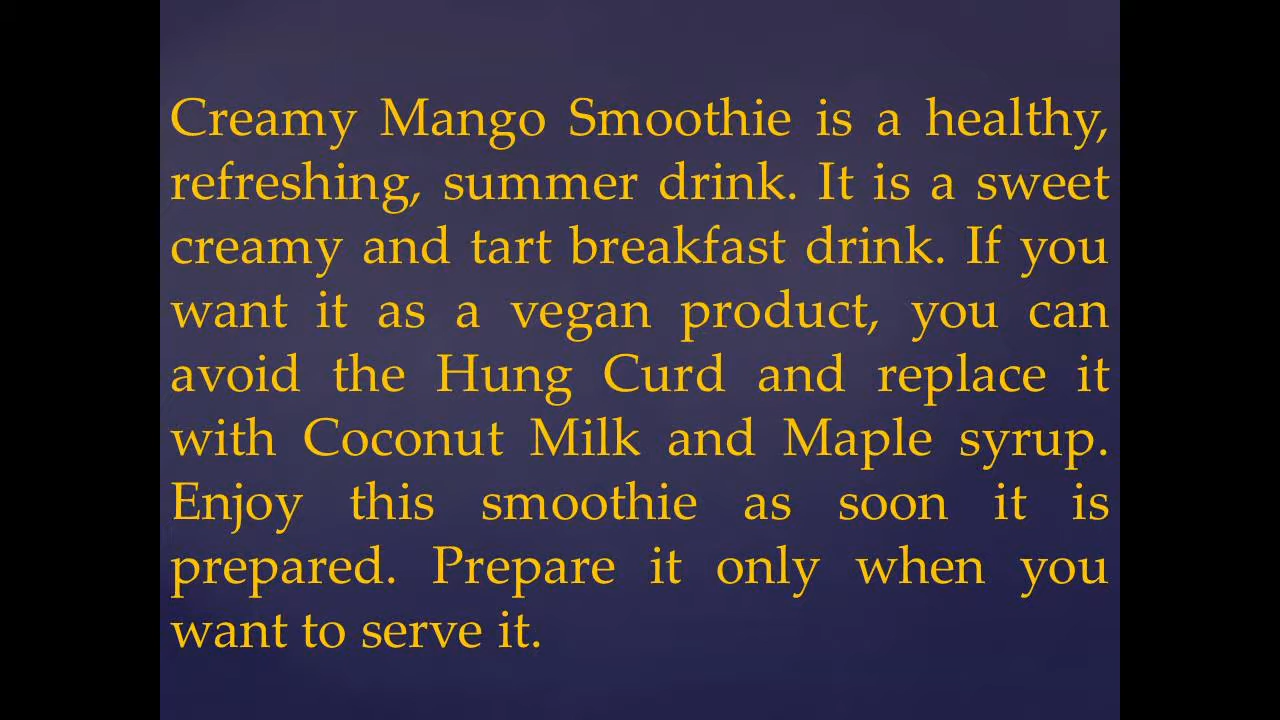 Creamy Mango Smoothie is a healthy,
refreshing, summer drink. It is a sweet
creamy and tart breakfast drink. If you
want it as a vegan product, you can
avoid the Hung Curd and replace it
with Coconut Milk and Maple syrup.
Enjoy this smoothie as soon it is
prepared. Prepare it only when you
want to serve it.